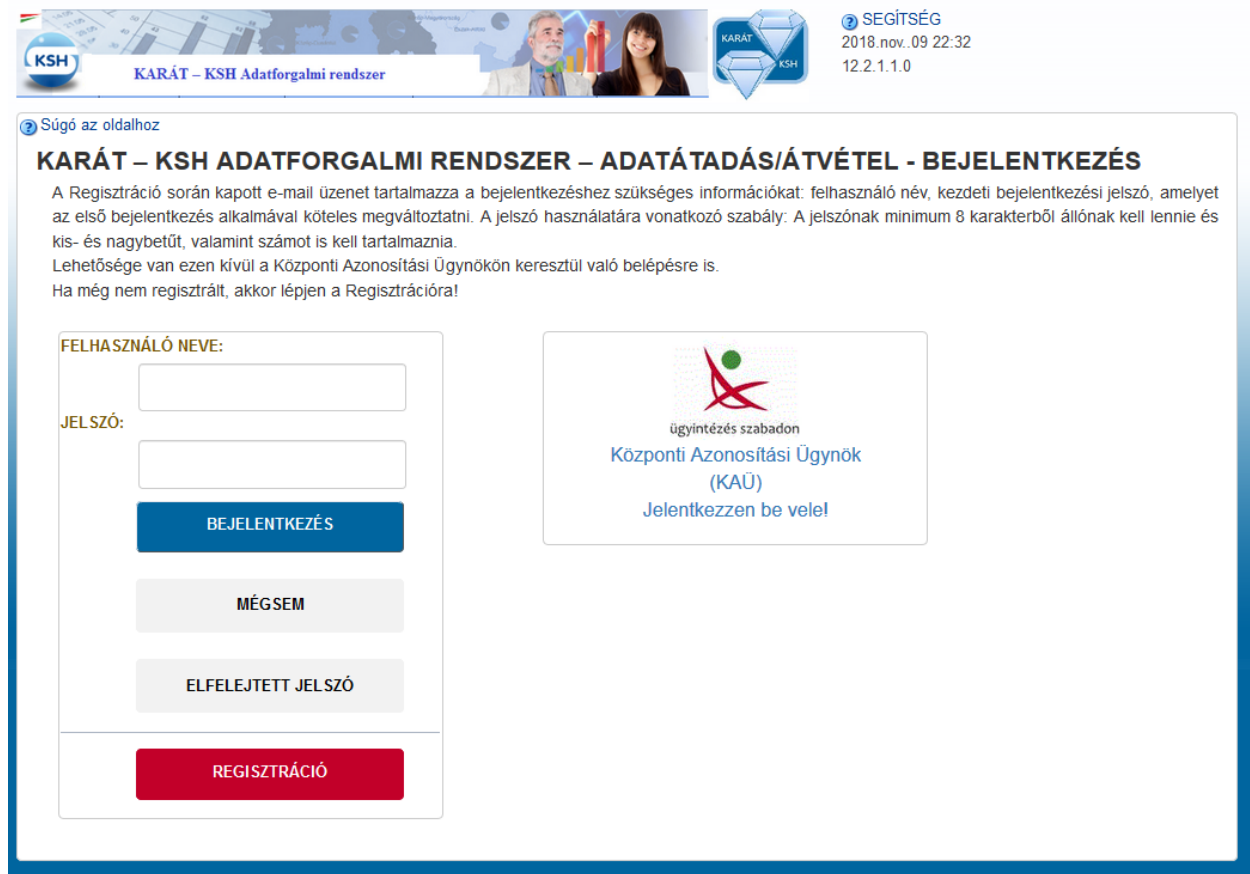 KSH
KARÁT – KSH Adatforgalmi rendszer
KARÁT
KSH
SEGÍTSÉG
2018.nov..09 22:32
12.2.1.1.0
Súgó az oldalhoz
KARÁT – KSH ADATFORGALMI RENDSZER – ADATÁTADÁS/ÁTVÉTEL - BEJELENTKEZÉS
A Regisztráció során kapott e-mail üzenet tartalmazza a bejelentkezéshez szükséges információkat: felhasználó név, kezdeti bejelentkezési jelszó, amelyet
az első bejelentkezés alkalmával köteles megváltoztatni. A jelszó használatára vonatkozó szabály: A jelszónak minimum 8 karakterből állónak kell lennie és
kis- és nagybetűt, valamint számot is kell tartalmaznia.
Lehetősége van ezen kívül a Központi Azonosítási Ügynökön keresztül való belépésre is.
Ha még nem regisztrált, akkor lépjen a Regisztrációra!
FELHASZNÁLÓ NEVE:
JELSZÓ:
BEJELENTKEZÉS
MÉGSEM
ELFELEJTETT JELSZÓ
REGISZTRÁCIÓ
ügyintézés szabadon
Központi Azonosítási Ügynök
(KAÜ)
Jelentkezzen be vele!